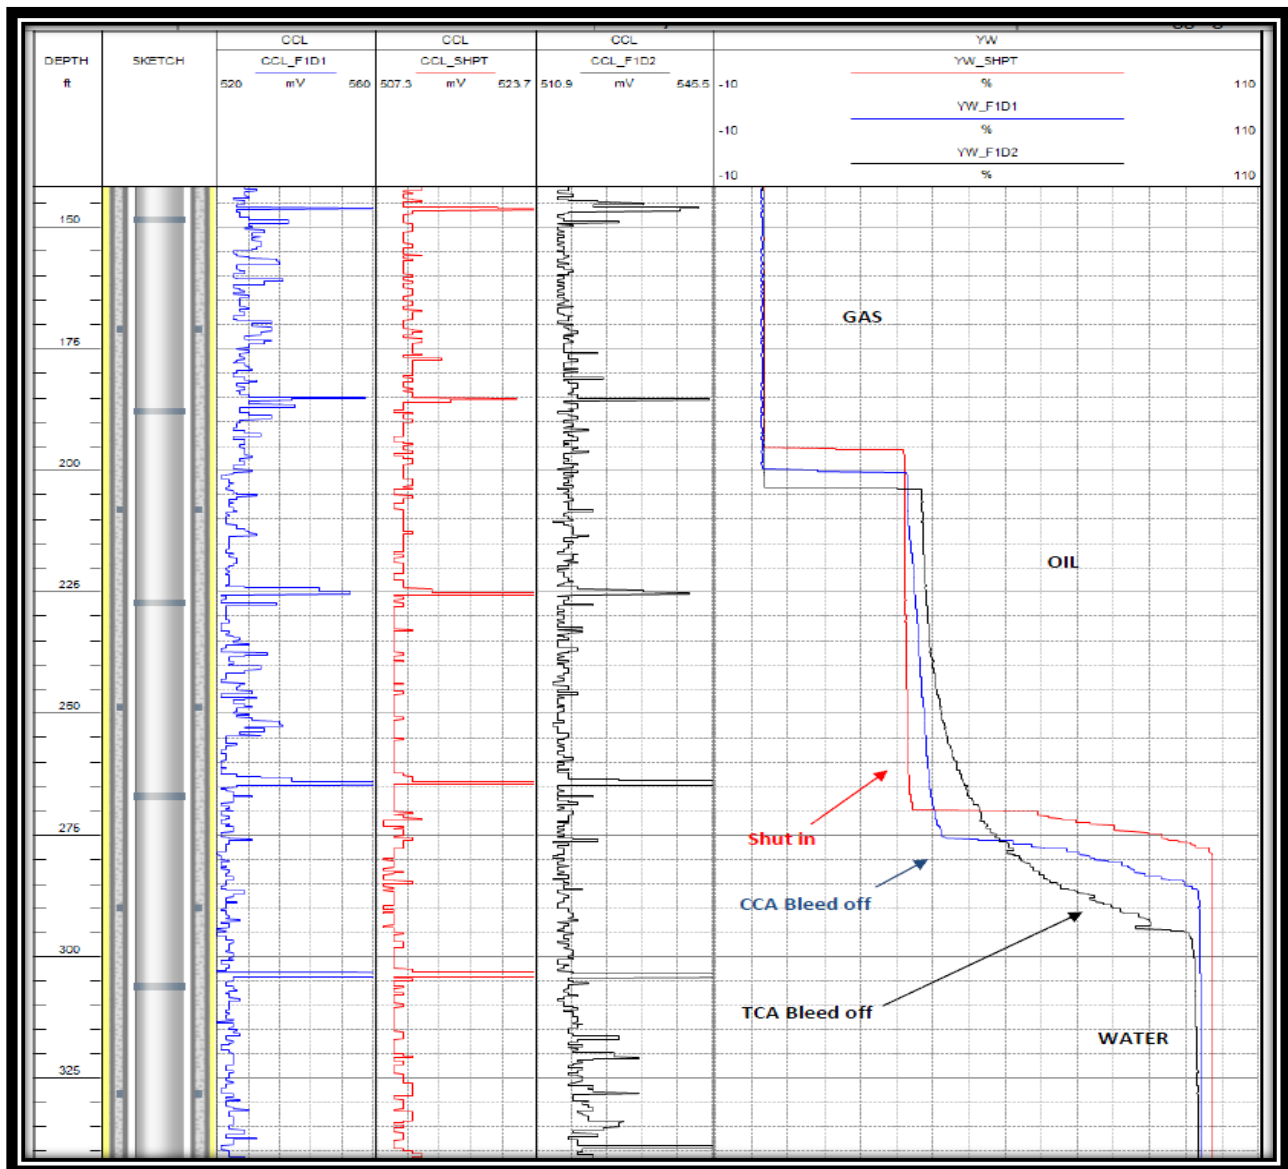 CCL CCL CCL YW
DEPTH SKETCH CCL_F1D1 CCL_SHPT CCL_F1D2 YW_SHPT
ft 520 mV 560 507.3 mV 523.7 510.9 mV 545.5 -10 % 110
YW_F1D1
-10 % 110
YW_F1D2
-10 % 110
150
GAS
175
200
OIL
225
250
275
Shut in
CCA Bleed off
300
TCA Bleed off
WATER
325